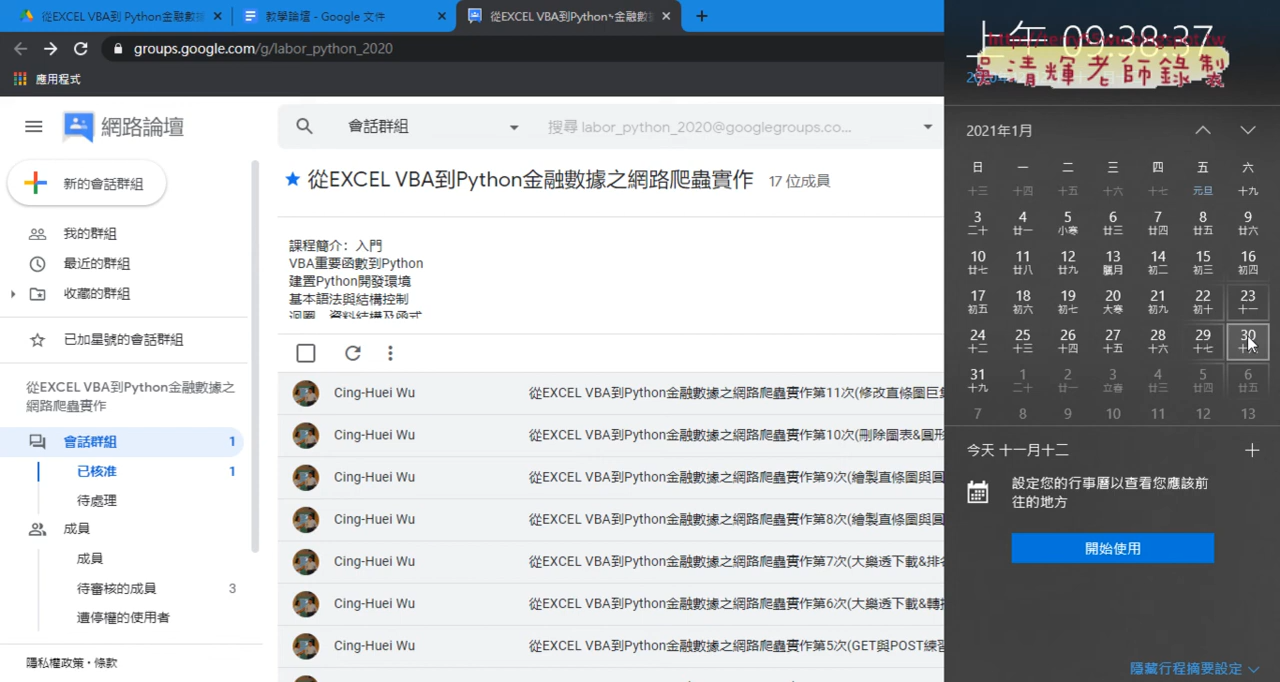 從EXCEL VBA到 Python金融數據
教學論壇 - Google 文件
從EXCEL VBA到Python金融數
groups.google.com/g/labor_python_2020
應用程式
網路論壇
會話群組
搜尋 labor_python_2020@googlegroups.co...
新的會話群組
我的群組
最近的群組
收藏的群組
已加星號的會話群組
從EXCEL VBA到Python金融數據之
網路爬蟲實作
會話群組 1
已核准 1
待處理
成員
成員
待審核的成員 3
遭停權的使用者
隱私權政策・條款
從EXCEL VBA到Python金融數據之網路爬蟲實作 17 位成員
課程簡介：入門
VBA重要函數到Python
建置Python開發環境
基本語法與結構控制
迴圈、資料結構及函式
Cing-Huei Wu 從EXCEL VBA到Python金融數據之網路爬蟲實作第11次(修改直條圖巨集
Cing-Huei Wu 從EXCEL VBA到Python金融數據之網路爬蟲實作第10次(刪除圖表&圓形
Cing-Huei Wu 從EXCEL VBA到Python金融數據之網路爬蟲實作第9次(繪製直條圖與圓
Cing-Huei Wu 從EXCEL VBA到Python金融數據之網路爬蟲實作第8次(繪製直條圖與圓
Cing-Huei Wu 從EXCEL VBA到Python金融數據之網路爬蟲實作第7次(大樂透下載&排名
Cing-Huei Wu 從EXCEL VBA到Python金融數據之網路爬蟲實作第6次(大樂透下載&轉
Cing-Huei Wu 從EXCEL VBA到Python金融數據之網路爬蟲實作第5次(GET與POST練習
上午 09:38:37
吳清輝老師錄製
2021年1月
日 一 二 三 四 五 六
十三 十四 十五 十六 十七 元旦 十九
3 4 5 6 7 8 9
二十 廿一 小寒 廿三 廿四 廿五 廿六
10 11 12 13 14 15 16
廿七 廿八 廿九 臘月 初二 初三 初四
17 18 19 20 21 22 23
初五 初六 初七 大寒 初九 初十 十一
24 25 26 27 28 29 30
十二 十三 十四 十五 十六 十七
31 1 2 3 4 5 6
十九 二十 廿一 立春 廿三 廿四 廿五
7 8 9 10 11 12 13
今天 十一月十二
設定您的行事曆以查看您應該前
往的地方
開始使用
隱藏行程摘要設定